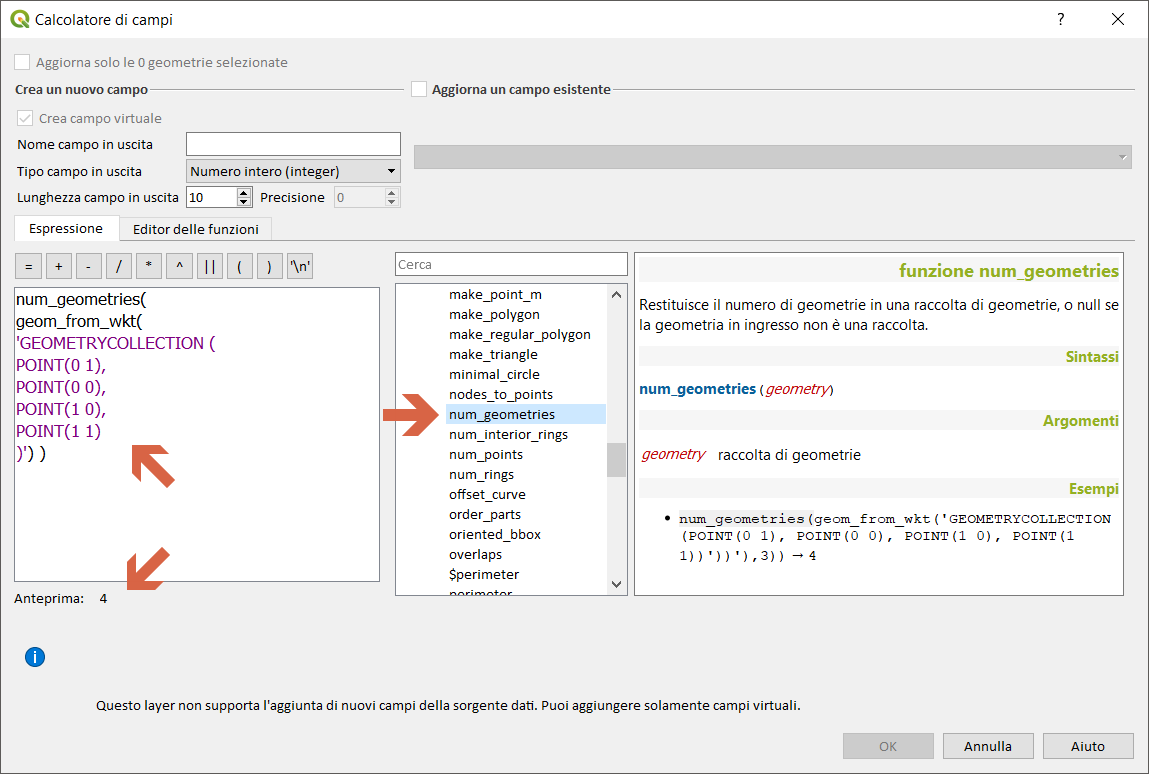 Calcolatore di campi
?
Aggiorna solo le 0 geometrie selezionate
Crea un nuovo campo
Aggiorna un campo esistente
Crea campo virtuale
Nome campo in uscita
Tipo campo in uscita
Numero intero (integer)
Lunghezza campo in uscita 10 Precisione 0
Espressione Editor delle funzioni
= + - / * ^ || ( ) '\n'
num_geometries(
geom_from_wkt(
'GEOMETRYCOLLECTION (
POINT(0 1),
POINT(0 0),
POINT(1 0),
POINT(1 1)
)') )
Anteprima: 4
Cerca
make_point_m
make_polygon
make_regular_polygon
make_triangle
minimal_circle
nodes_to_points
num_geometries
num_interior_rings
num_points
num_rings
offset_curve
order_parts
oriented_bbox
overlaps
$perimeter
perimeter
funzione num_geometries
Restituisce il numero di geometrie in una raccolta di geometrie, o null se
la geometria in ingresso non è una raccolta.
Sintassi
num_geometries (geometry)
Argomenti
geometry raccolta di geometrie
Esempi
• num_geometries(geom_from_wkt('GEOMETRYCOLLECTION
(POINT(0 1), POINT(0 0), POINT(1 0), POINT(1
1))'))'),3)) → 4
i
Questo layer non supporta l'aggiunta di nuovi campi della sorgente dati. Puoi aggiungere solamente campi virtuali.
OK Annulla Aiuto